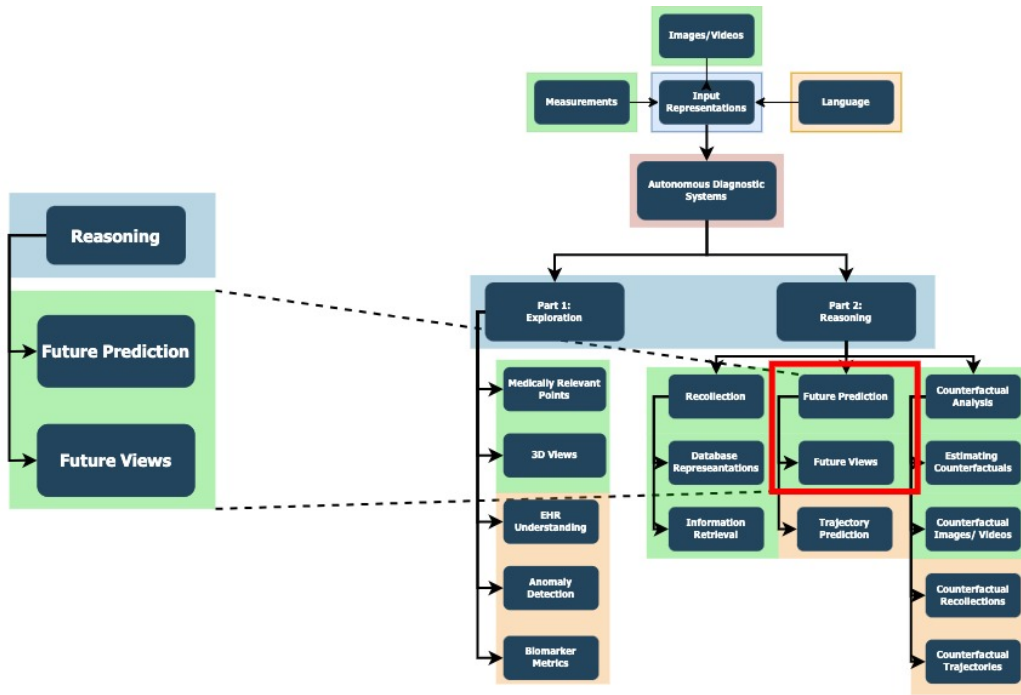 Images/Videos
Measurements
Input
Representations
Language
Autonomous Diagnostic
Systems
Reasoning
Future Prediction
Future Views
Part 1:
Exploration
Part 2:
Reasoning
Medically Relevant
Points
3D Views
EHR
Understanding
Anomaly
Detection
Biomarker
Metrics
Recollection
Database
Represeantations
Information
Retrieval
Future Prediction
Future Views
Trajectory
Prediction
Counterfactual
Analysis
Estimating
Counterfactuals
Counterfactual
Images/ Videos
Counterfactual
Recollections
Counterfactual
Trajectories